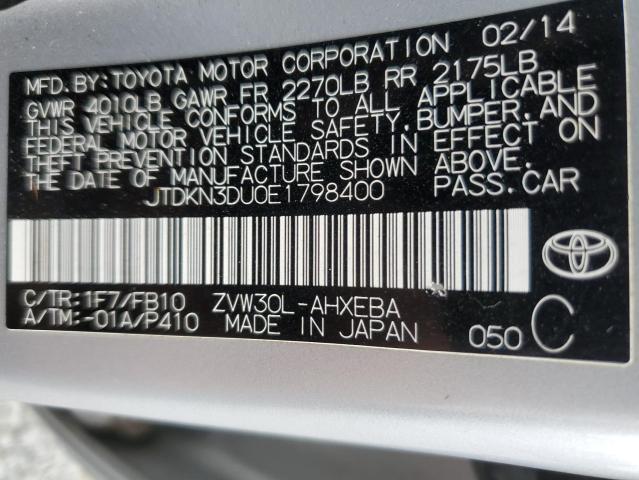 MFD.BY:TOYOTA MOTOR CORPORATION 02/14
GVWR 4010LB GAWR FR 2270LB RR 2175LB
THIS VEHICLE CONFORMS TO ALL APPLICABLE
FEDERAL MOTOR VEHICLE SAFETY,BUMPER,AND
THEFT PREVENTION STANDARDS IN EFFECT ON
THE DATE OF MANUFACTURE SHOWN ABOVE.
JTDKN3DU0E1798400 PASS.CAR
C/TR:1F7/FB10 ZVW30L-AHXEBA
A/TM:-01A/P410 MADE IN JAPAN 050 C